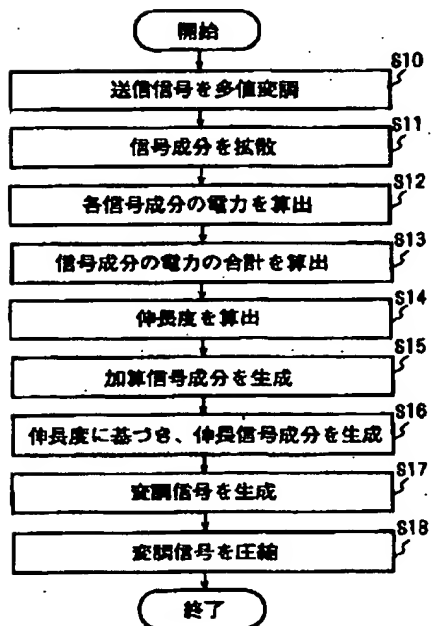 開始
S10
送信信号を多値変調
S11
信号成分を拡散
S12
各信号成分の電力を算出
S13
信号成分の電力の合計を算出
S14
伸長度を算出
S15
加算信号成分を生成
S16
伸長度に基づき、伸長信号成分を生成
S17
変調信号を生成
S18
変調信号を圧縮
終了